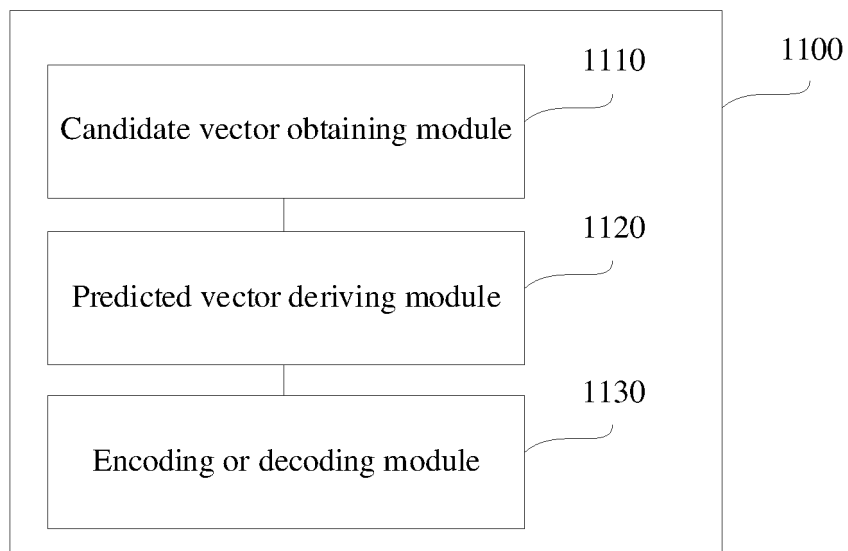 1100
1110
Candidate vector obtaining module
1120
Predicted vector deriving module
1130
Encoding or decoding module